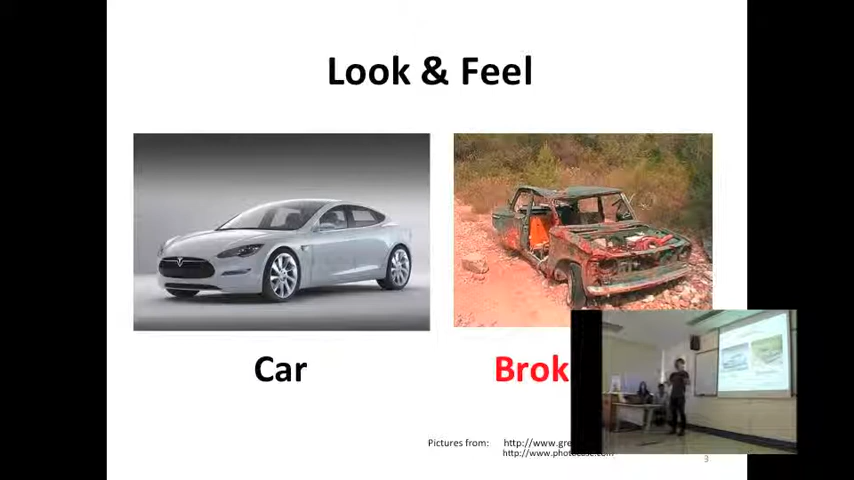 Look & Feel
Car
Brok
Pictures from: http://www.gre
http://www.photocase.com
3